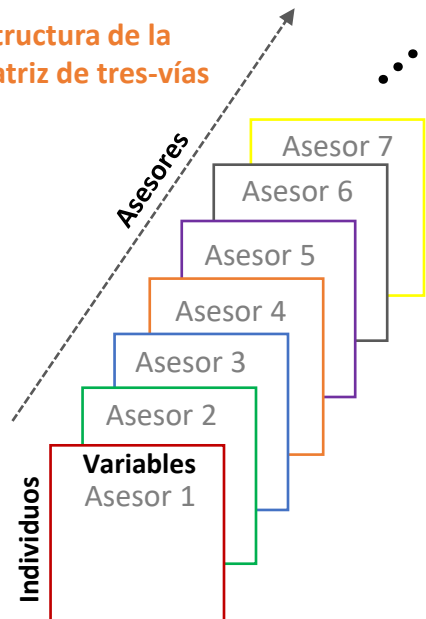 tructura de la
atriz de tres-vías
Asesores
Asesor 7
Asesor 6
Asesor 5
Asesor 4
Asesor 3
Asesor 2
Variables
Asesor 1
Individuos